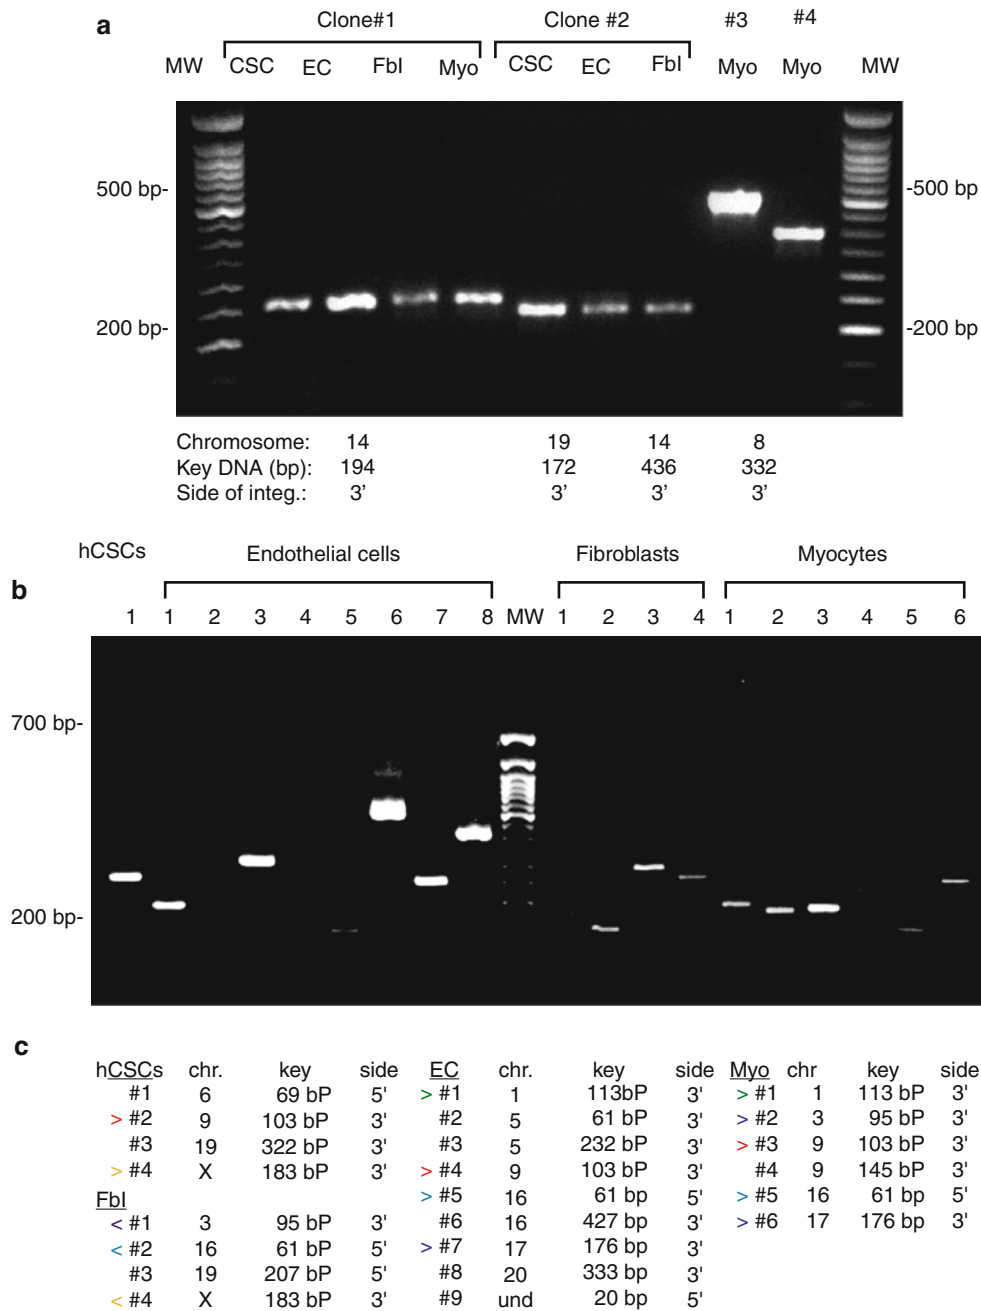 a
Clone#1 Clone #2 #3 #4
MW CSC EC Fbl Myo CSC EC Fbl Myo Myo MW
500 bp- -500 bp
200 bp- -200 bp
Chromosome: 14 19 14 8
Key DNA (bp): 194 172 436 332
Side of integ.: 3' 3' 3' 3'
b
hCSCs Endothelial cells Fibroblasts Myocytes
1 1 2 3 4 5 6 7 8 MW 1 2 3 4 1 2 3 4 5 6
700 bp-
200 bp-
c
hCSCs chr. key side EC chr. key side Myo chr key side
#1 6 69 bP 5' > #1 1 113bP 3' > #1 1 113 bP 3'
> #2 9 103 bP 3' #2 5 61 bP 3' > #2 3 95 bP 3'
#3 19 322 bP 3' #3 5 232 bP 3' > #3 9 103 bP 3'
> #4 X 183 bP 3' > #4 9 103 bP 3' #4 9 145 bP 3'
Fbl > #5 16 61 bp 5' > #5 16 61 bp 5'
< #1 3 95 bP 3' #6 16 427 bp 3' > #6 17 176 bp 3'
< #2 16 61 bP 5' > #7 17 176 bp 3'
#3 19 207 bP 5' #8 20 333 bp 3'
< #4 X 183 bP 3' #9 und 20 bp 5'